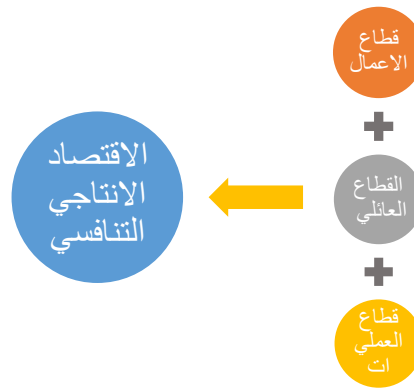 قطاع
الاعمال
القطاع
العائلي
قطاع
العملي
ات
الاقتصاد
الانتاجي
التنافسي